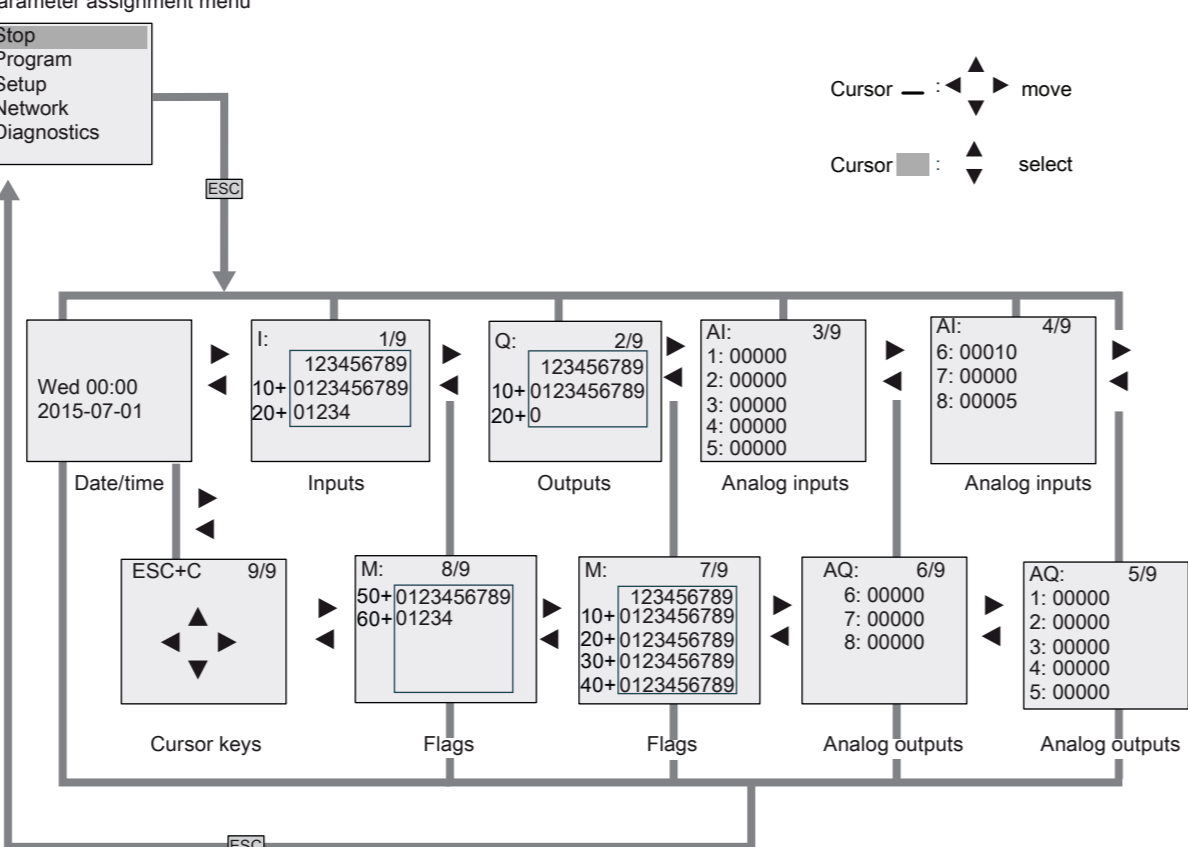 arameter assignment menu
Stop
Program
Setup
Network
Diagnostics
Cursor : move
Cursor : select
ESC
Wed 00:00
2015-07-01
Date/time
I: 1/9
123456789
10+ 0123456789
20+ 01234
Inputs
Q: 2/9
123456789
10+ 0123456789
20+ 0
Outputs
AI: 3/9
1: 00000
2: 00000
3: 00000
4: 00000
5: 00000
Analog inputs
AI: 4/9
6: 00010
7: 00000
8: 00005
Analog inputs
ESC+C 9/9
Cursor keys
M: 8/9
50+ 0123456789
60+ 01234
Flags
M: 7/9
123456789
10+ 0123456789
20+ 0123456789
30+ 0123456789
40+ 0123456789
Flags
AQ: 6/9
6: 00000
7: 00000
8: 00000
Analog outputs
AQ: 5/9
1: 00000
2: 00000
3: 00000
4: 00000
5: 00000
Analog outputs
ESC